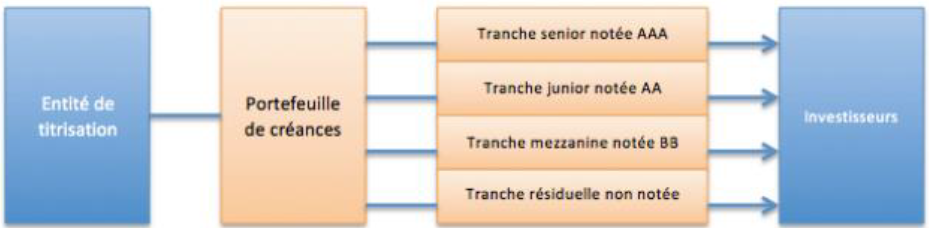 Entité de
titrisation
Portefeuille
de créances
Tranche senior notée AAA
Tranche junior notée AA
Tranche mezzanine notée BB
Tranche résiduelle non notée
Investisseurs